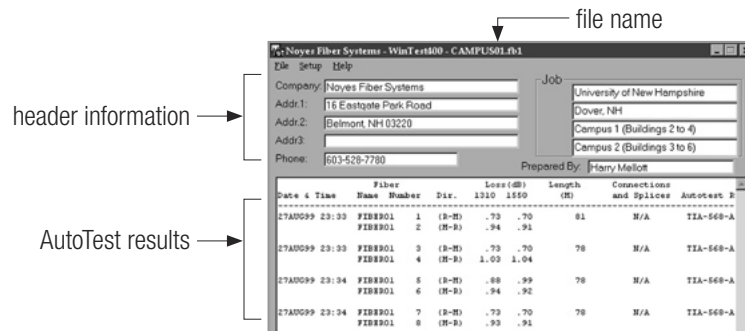 file name
Noyes Fiber Systems - WinTest400 - CAMPUS01.fb1
File Setup Help
header information
Company: Noyes Fiber Systems
Addr.1: 16 Eastgate Park Road
Addr.2: Belmont, NH 03220
Addr3:
Phone: 603-528-7780
Job
University of New Hampshire
Dover, NH
Campus 1 (Buildings 2 to 4)
Campus 2 (Buildings 3 to 6)
Prepared By: Harry Mellott
Fiber Loss(dB) Length Connections
Date & Time Name Number Dir. 1310 1550 (M) and Splices Autotest R
AutoTest results
27AUG99 23:33 FIBER01 1 (R-M) .73 .70 81 N/A TIA-568-A
FIBER01 2 (M-R) .94 .91
27AUG99 23:33 FIBER01 3 (R-M) .73 .70 78 N/A TIA-568-A
FIBER01 4 (M-R) 1.03 1.04
27AUG99 23:34 FIBER01 5 (R-M) .88 .99 78 N/A TIA-568-A
FIBER01 6 (M-R) .94 .92
27AUG99 23:34 FIBER01 7 (R-M) .73 .70 78 N/A TIA-568-A
FIBER01 8 (M-R) .93 .91